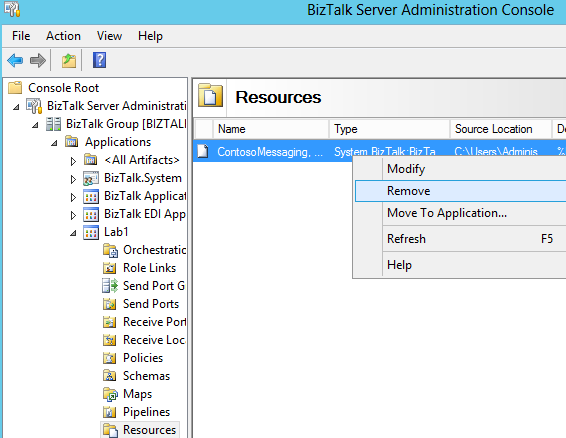 BizTalk Server Administration Console
File Action View Help
Console Root
BizTalk Server Administrati
BizTalk Group [BIZTALI
Applications
<All Artifacts>
BizTalk.System
BizTalk Applica
BizTalk EDI App
Lab1
Orchestratio
Role Links
Send Port G
Send Ports
Receive Port
Receive Loc
Policies
Schemas
Maps
Pipelines
Resources
Resources
Name Type Source Location De
ContosoMessaging, ... System.BizTalk:BizTa... C:\Users\Adminis... %
Modify
Remove
Move To Application...
Refresh F5
Help